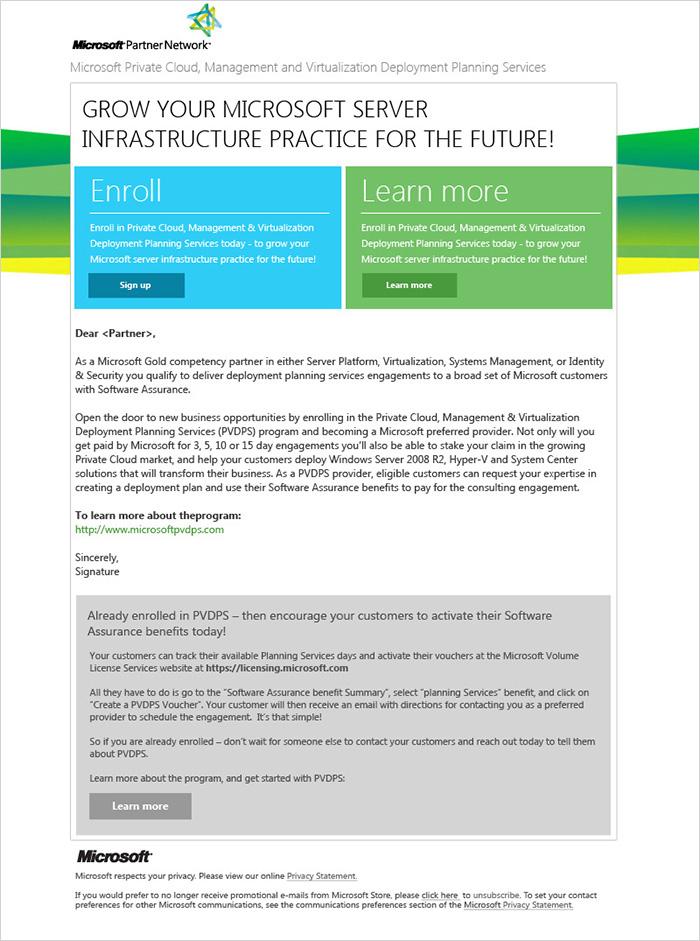 Microsoft Partner Network
Microsoft Private Cloud, Management and Virtualization Deployment Planning Services
GROW YOUR MICROSOFT SERVER
INFRASTRUCTURE PRACTICE FOR THE FUTURE!
Enroll
Enroll in Private Cloud, Management & Virtualization
Deployment Planning Services today - to grow your
Microsoft server infrastructure practice for the future!
Sign up
Learn more
Enroll in Private Cloud, Management & Virtualization
Deployment Planning Services today - to grow your
Microsoft server infrastructure practice for the future!
Learn more
Dear <Partner>,
As a Microsoft Gold competency partner in either Server Platform, Virtualization, Systems Management, or Identity
& Security you qualify to deliver deployment planning services engagements to a broad set of Microsoft customers
with Software Assurance.
Open the door to new business opportunities by enrolling in the Private Cloud, Management & Virtualization
Deployment Planning Services (PVDPS) program and becoming a Microsoft preferred provider. Not only will you
get paid by Microsoft for 3, 5, 10 or 15 day engagements you'll also be able to stake your claim in the growing
Private Cloud market, and help your customers deploy Windows Server 2008 R2, Hyper-V and System Center
solutions that will transform their business. As a PVDPS provider, eligible customers can request your expertise in
creating a deployment plan and use their Software Assurance benefits to pay for the consulting engagement.
To learn more about theprogram:
http://www.microsoftpvdps.com
Sincerely,
Signature
Already enrolled in PVDPS – then encourage your customers to activate their Software
Assurance benefits today!
Your customers can track their available Planning Services days and activate their vouchers at the Microsoft Volume
License Services website at https://licensing.microsoft.com
All they have to do is go to the "Software Assurance benefit Summary", select "planning Services" benefit, and click on
"Create a PVDPS Voucher". Your customer will then receive an email with directions for contacting you as a preferred
provider to schedule the engagement. It's that simple!
So if you are already enrolled – don't wait for someone else to contact your customers and reach out today to tell them
about PVDPS.
Learn more about the program, and get started with PVDPS:
Learn more
Microsoft
Microsoft respects your privacy. Please view our online Privacy Statement.
If you would prefer to no longer receive promotional e-mails from Microsoft Store, please click here to unsubscribe. To set your contact
preferences for other Microsoft communications, see the communications preferences section of the Microsoft Privacy Statement.